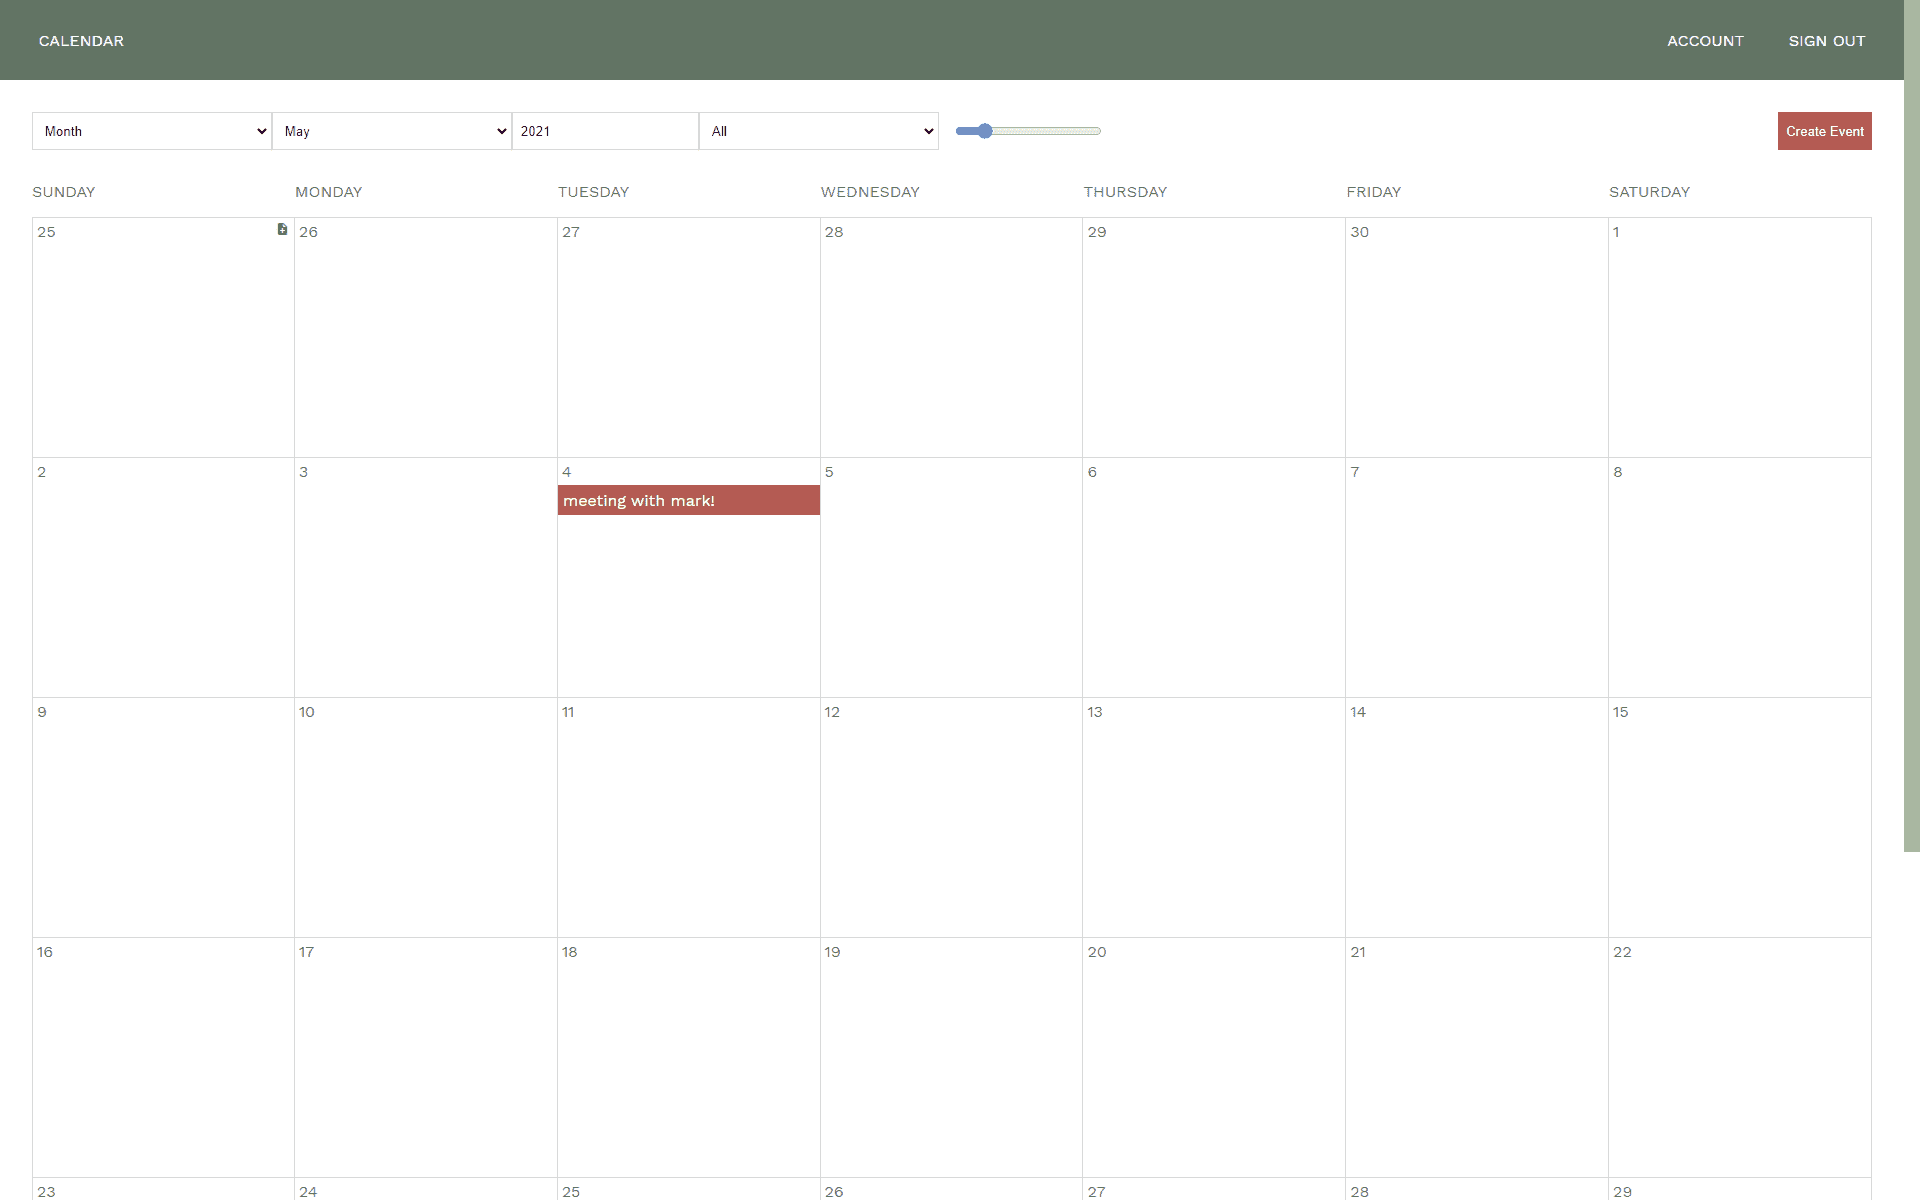 CALENDAR ACCOUNT SIGN OUT
Month May 2021 All Create Event
SUNDAY MONDAY TUESDAY WEDNESDAY THURSDAY FRIDAY SATURDAY
25 26 27 28 29 30 1
2 3 4 5 6 7 8
meeting with mark!
9 10 11 12 13 14 15
16 17 18 19 20 21 22
23 24 25 26 27 28 29